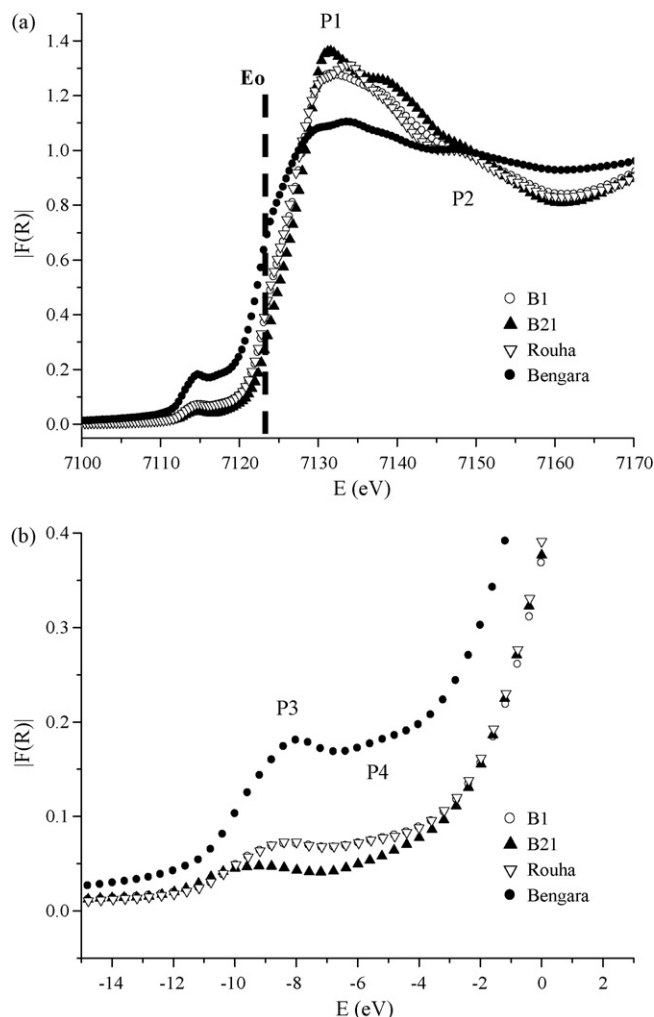 (a)
P1
1.4
1.2
Eo
1.0
0.8
P2
|F(R)|
0.6
B1
B21
0.4
Rouha
Bengara
0.2
0.0
7100 7110 7120 7130 7140 7150 7160 7170
E (eV)
(b)
0.4
0.3
P3
|F(R)|
0.2
P4
0.1
B1
B21
Rouha
0.0
Bengara
-14 -12 -10 -8 -6 -4 -2 0 2
E (eV)